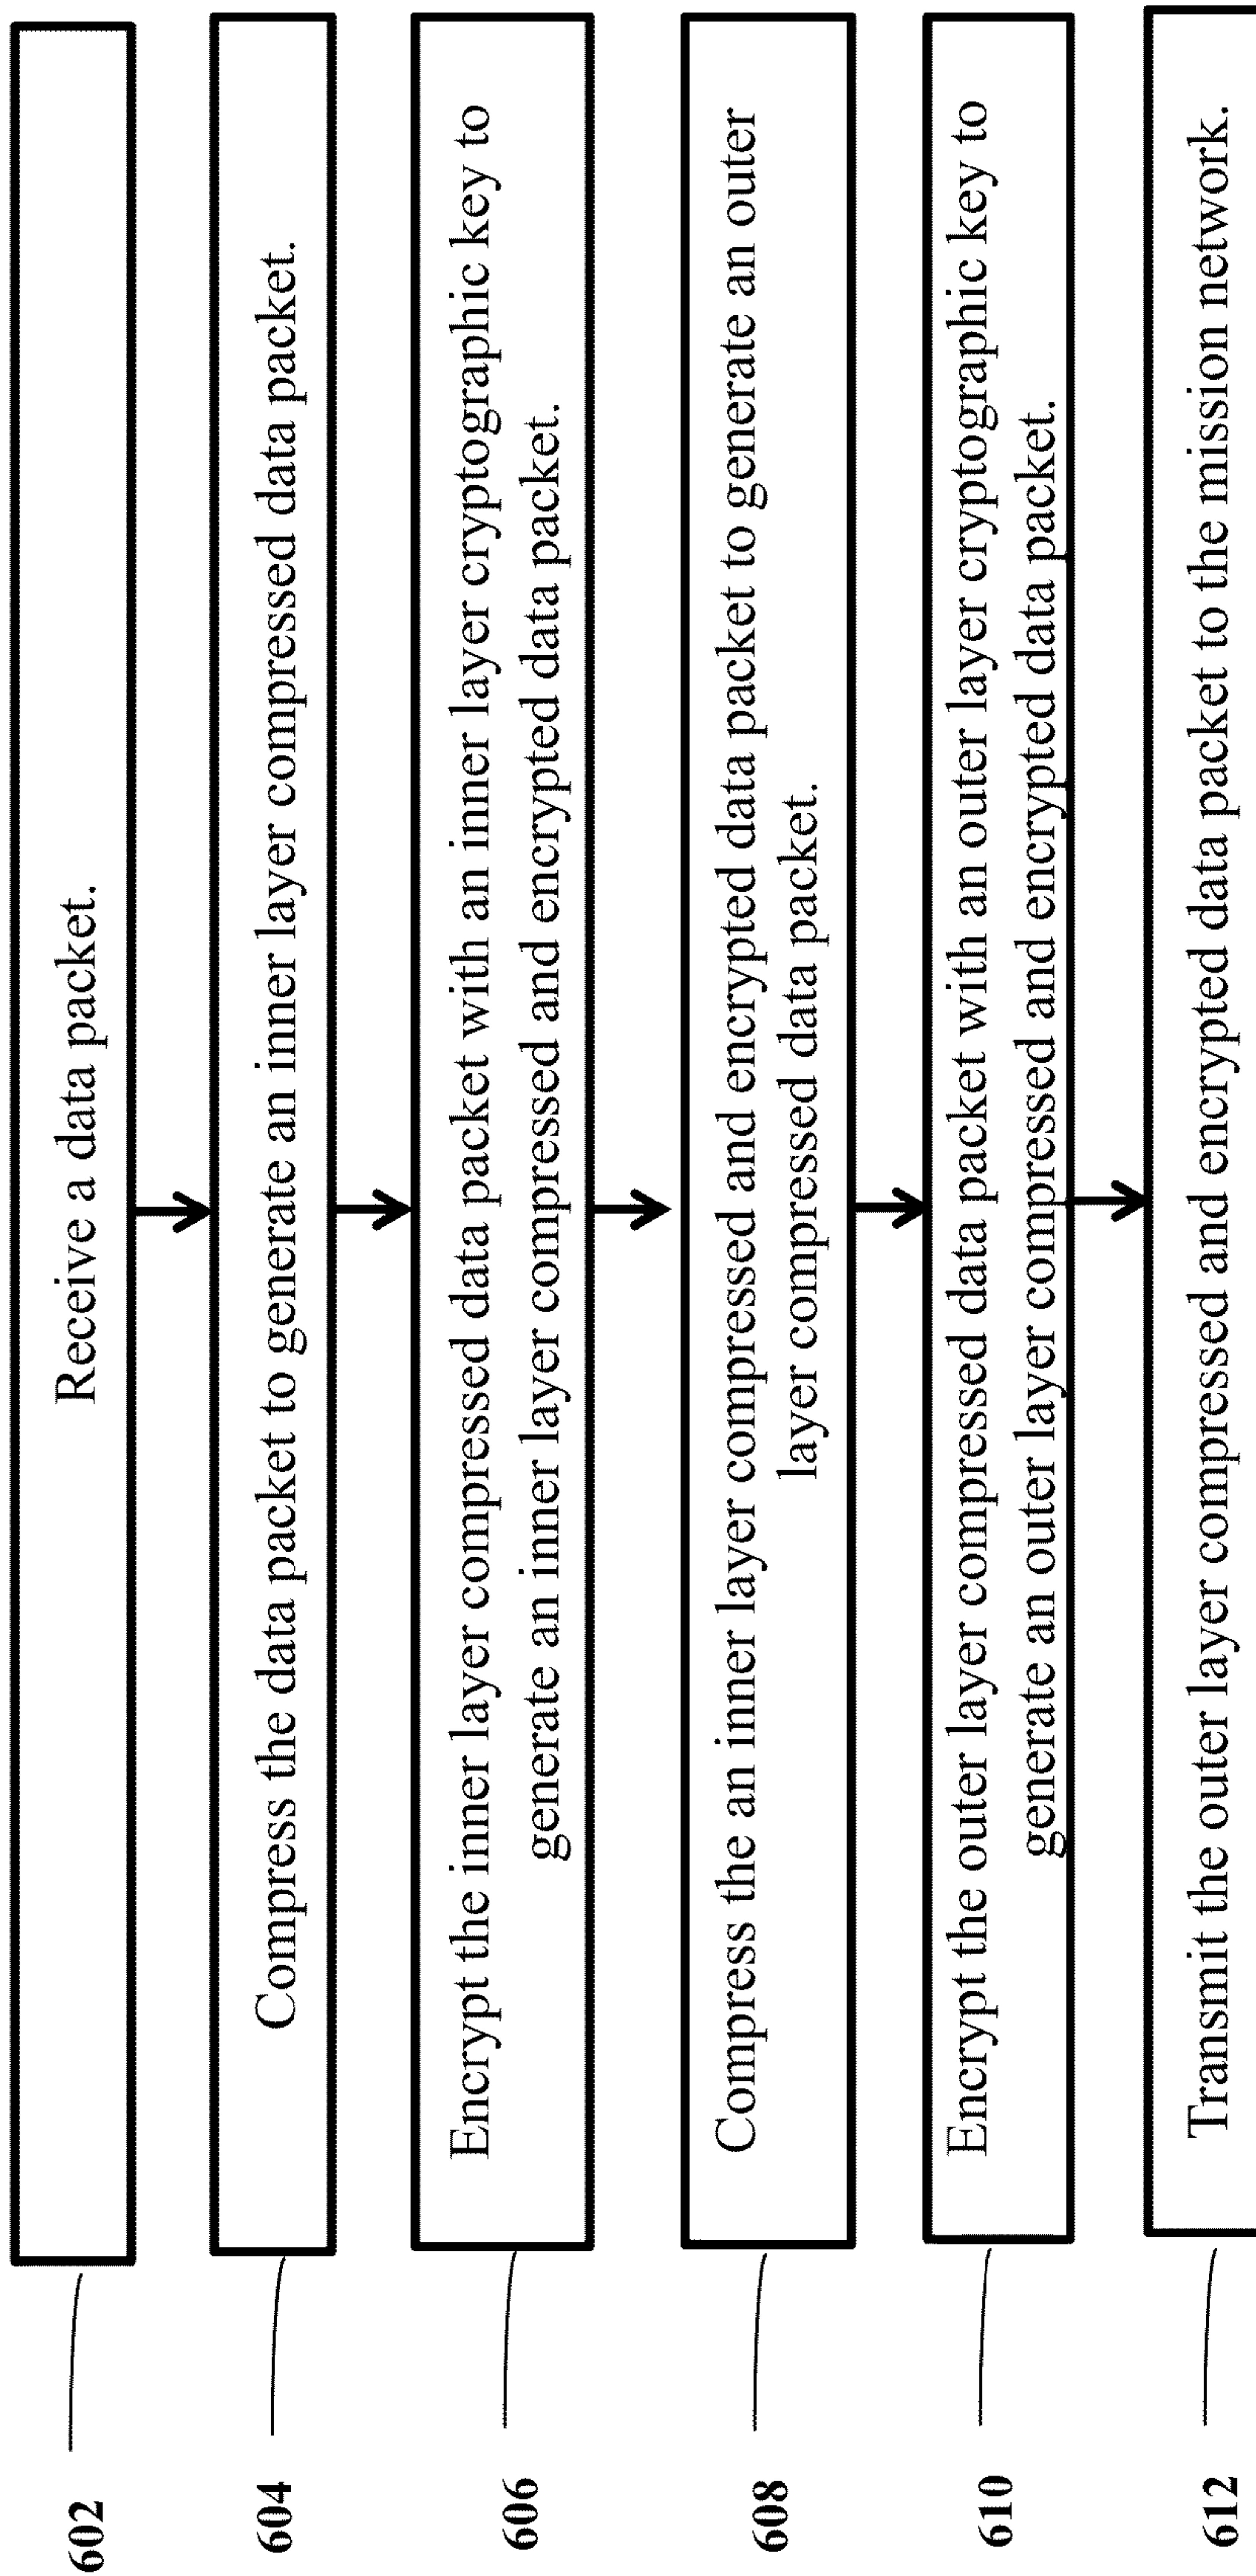 602
Receive a data packet.
604
Compress the data packet to generate an inner layer compressed data packet.
606
Encrypt the inner layer compressed data packet with an inner layer cryptographic key to
generate an inner layer compressed and encrypted data packet.
608
Compress the an inner layer compressed and encrypted data packet to generate an outer
layer compressed data packet.
610
Encrypt the outer layer compressed data packet with an outer layer cryptographic key to
generate an outer layer compressed and encrypted data packet.
612
Transmit the outer layer compressed and encrypted data packet to the mission network.